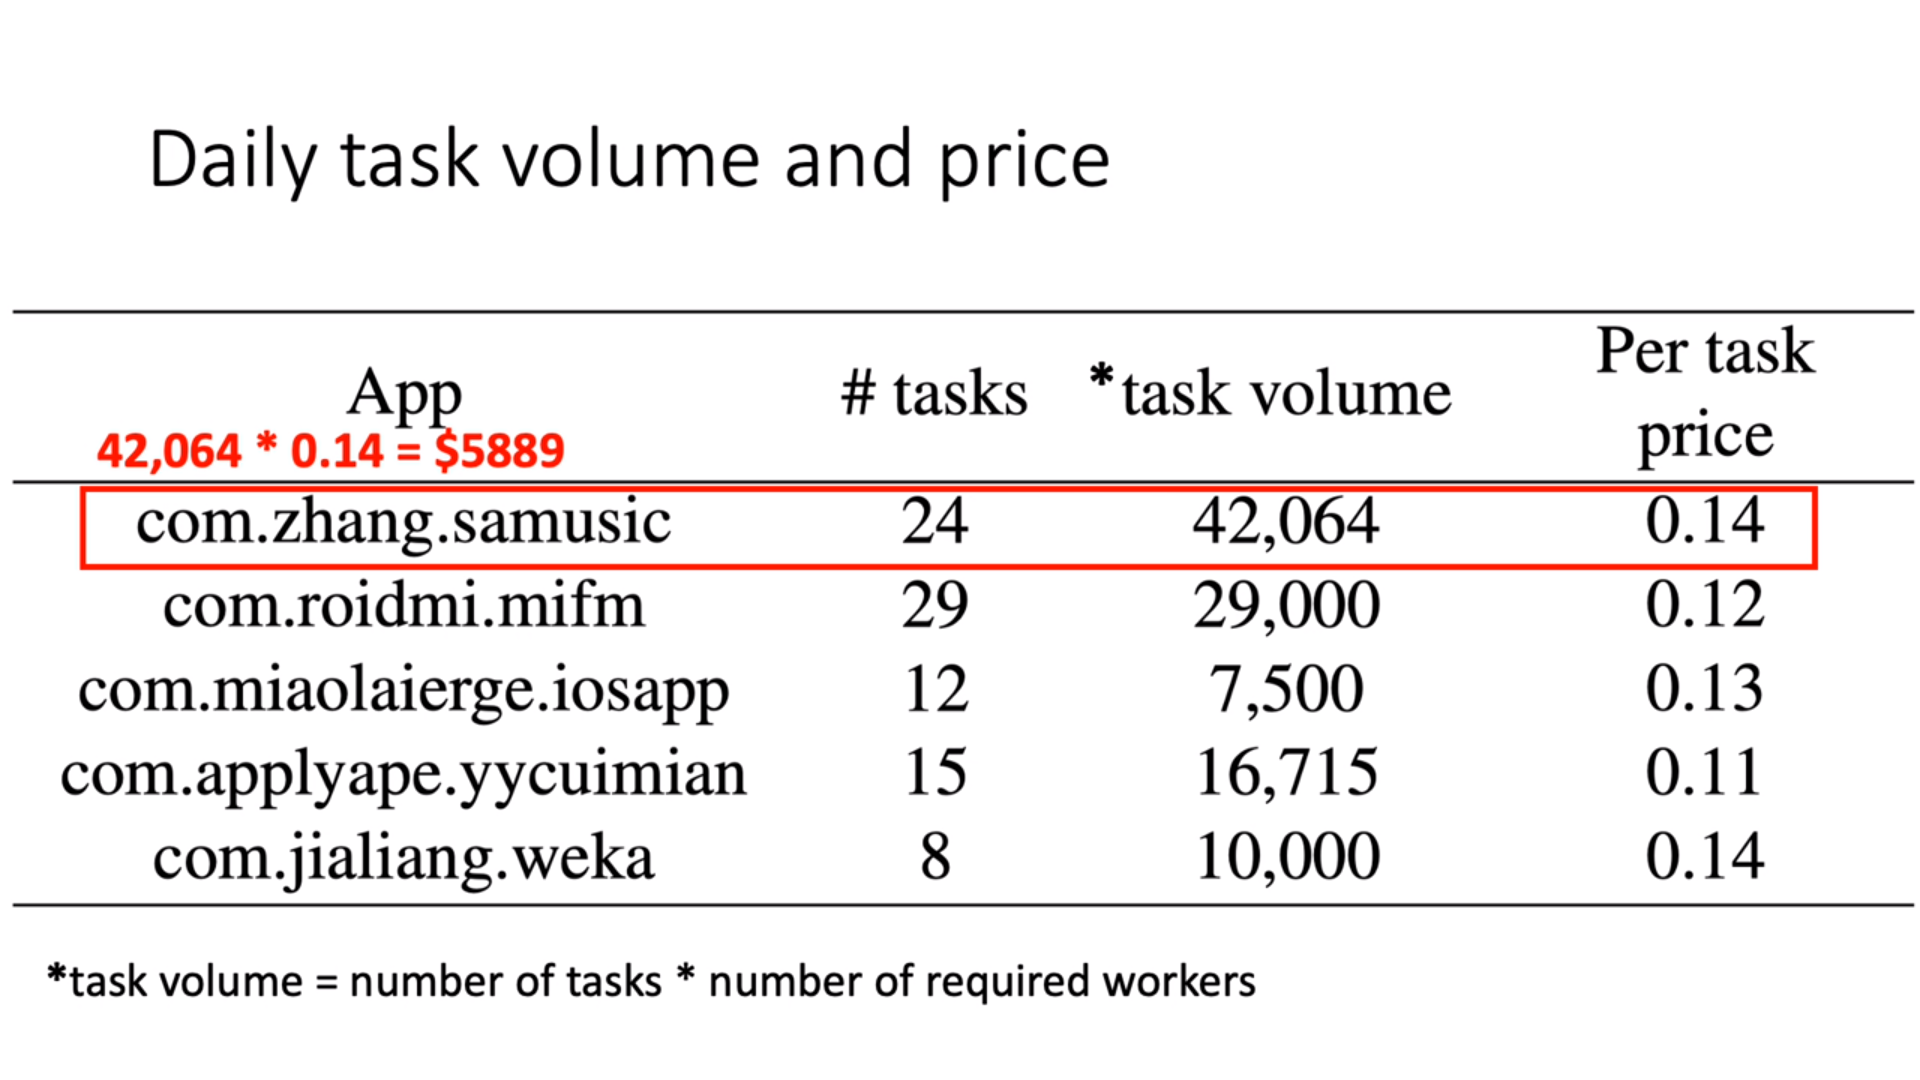 Daily task volume and price
App # tasks *task volume Per task price
42,064 * 0.14 = $5889
com.zhang.samusic 24 42,064 0.14
com.roidmi.mifm 29 29,000 0.12
com.miaolaierge.iosapp 12 7,500 0.13
com.applyape.yycuimian 15 16,715 0.11
com.jialiang.weka 8 10,000 0.14
*task volume = number of tasks * number of required workers